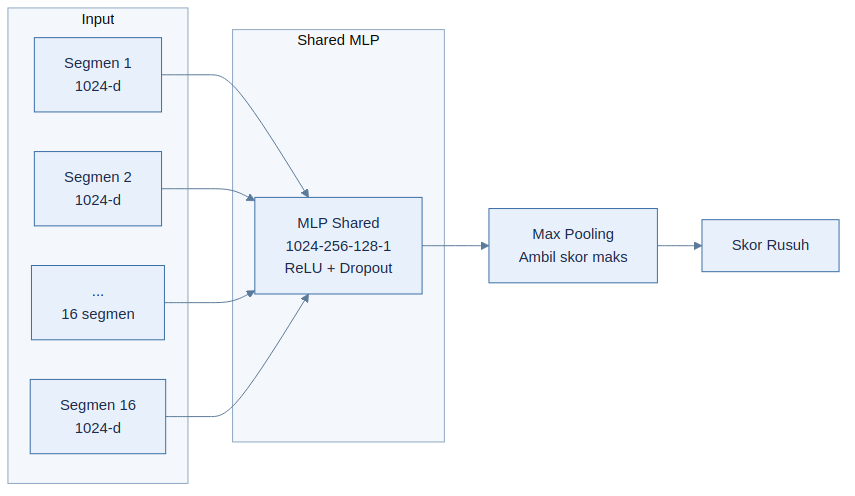 Input
Segmen 1
1024-d
Segmen 2
1024-d
...
16 segmen
Segmen 16
1024-d
Shared MLP
MLP Shared
1024-256-128-1
ReLU + Dropout
Max Pooling
Ambil skor maks
Skor Rusuh